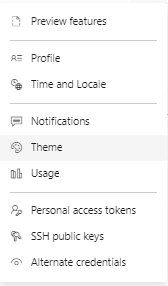 Preview features
Profile
Time and Locale
Notifications
Theme
Usage
Personal access tokens
SSH public keys
Alternate credentials